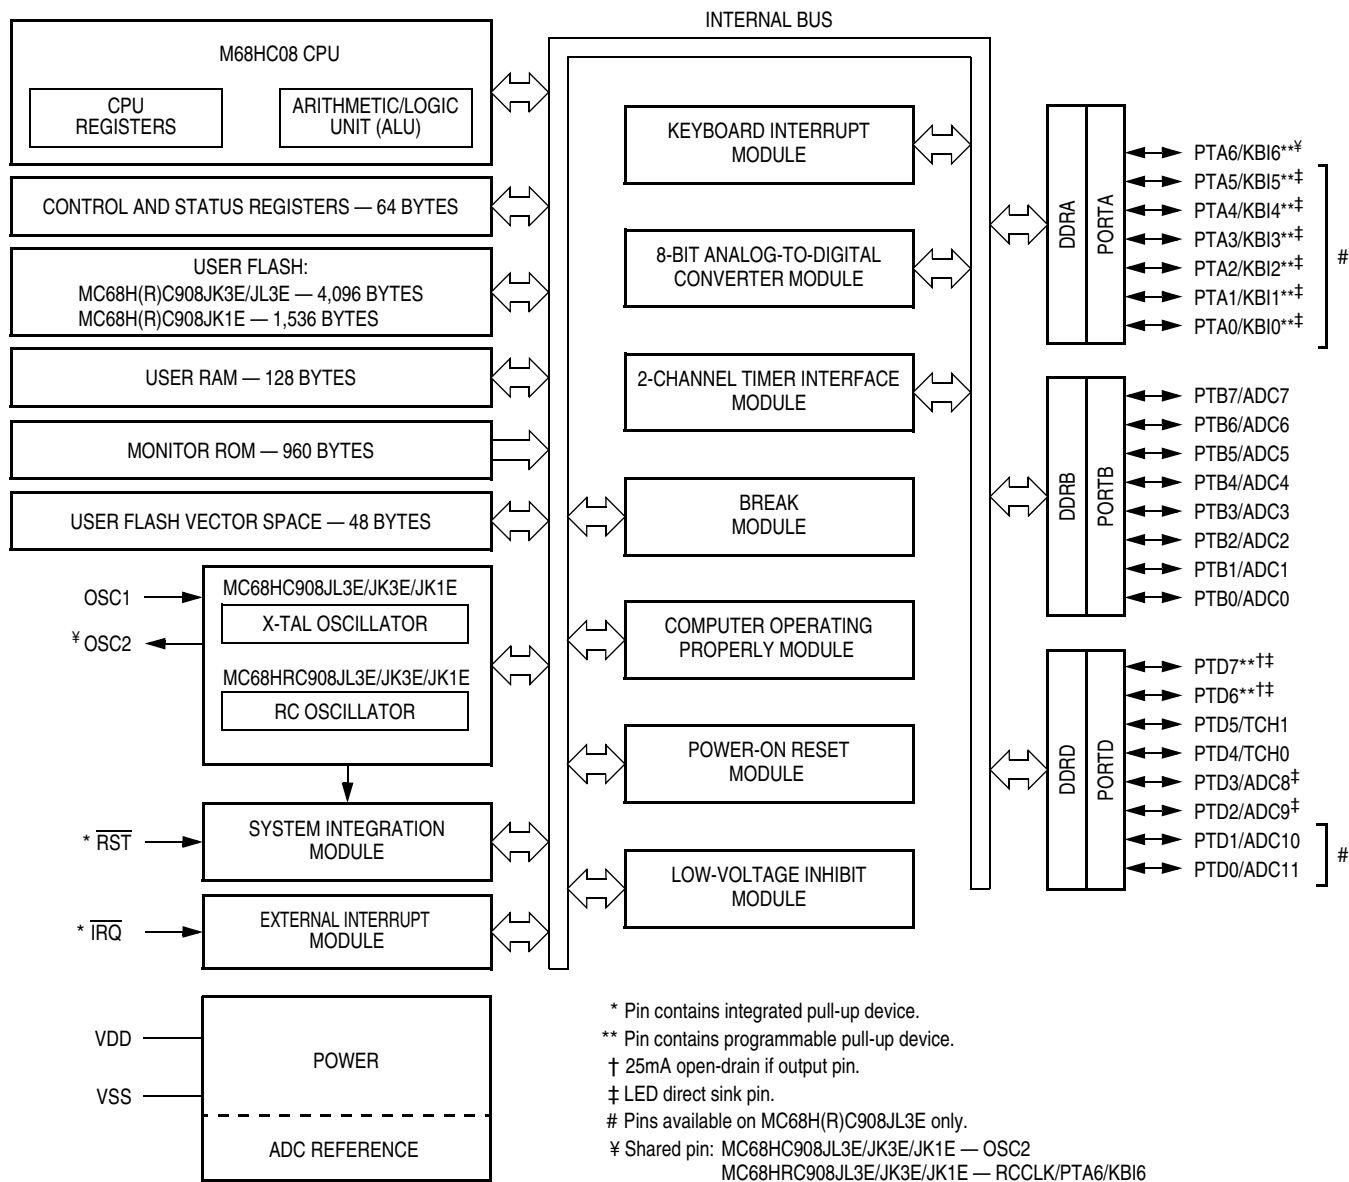 INTERNAL BUS
M68HC08 CPU
CPU
REGISTERS
ARITHMETIC/LOGIC
UNIT (ALU)
CONTROL AND STATUS REGISTERS — 64 BYTES
USER FLASH:
MC68H(R)C908JK3E/JL3E — 4,096 BYTES
MC68H(R)C908JK1E — 1,536 BYTES
USER RAM — 128 BYTES
MONITOR ROM — 960 BYTES
USER FLASH VECTOR SPACE — 48 BYTES
OSC1
¥ OSC2
MC68HC908JL3E/JK3E/JK1E
X-TAL OSCILLATOR
MC68HRC908JL3E/JK3E/JK1E
RC OSCILLATOR
* RST
SYSTEM INTEGRATION
MODULE
* IRQ
EXTERNAL INTERRUPT
MODULE
VDD
VSS
POWER
ADC REFERENCE
KEYBOARD INTERRUPT
MODULE
8-BIT ANALOG-TO-DIGITAL
CONVERTER MODULE
2-CHANNEL TIMER INTERFACE
MODULE
BREAK
MODULE
COMPUTER OPERATING
PROPERLY MODULE
POWER-ON RESET
MODULE
LOW-VOLTAGE INHIBIT
MODULE
DDRA
PORTA
PTA6/KBI6**¥
PTA5/KBI5**‡
PTA4/KBI4**‡
PTA3/KBI3**‡
PTA2/KBI2**‡
PTA1/KBI1**‡
PTA0/KBI0**‡
#
DDRB
PORTB
PTB7/ADC7
PTB6/ADC6
PTB5/ADC5
PTB4/ADC4
PTB3/ADC3
PTB2/ADC2
PTB1/ADC1
PTB0/ADC0
DDRD
PORTD
PTD7**†‡
PTD6**†‡
PTD5/TCH1
PTD4/TCH0
PTD3/ADC8‡
PTD2/ADC9‡
PTD1/ADC10
PTD0/ADC11
#
* Pin contains integrated pull-up device.
** Pin contains programmable pull-up device.
† 25mA open-drain if output pin.
‡ LED direct sink pin.
# Pins available on MC68H(R)C908JL3E only.
¥ Shared pin: MC68HC908JL3E/JK3E/JK1E — OSC2
MC68HRC908JL3E/JK3E/JK1E — RCCLK/PTA6/KBI6